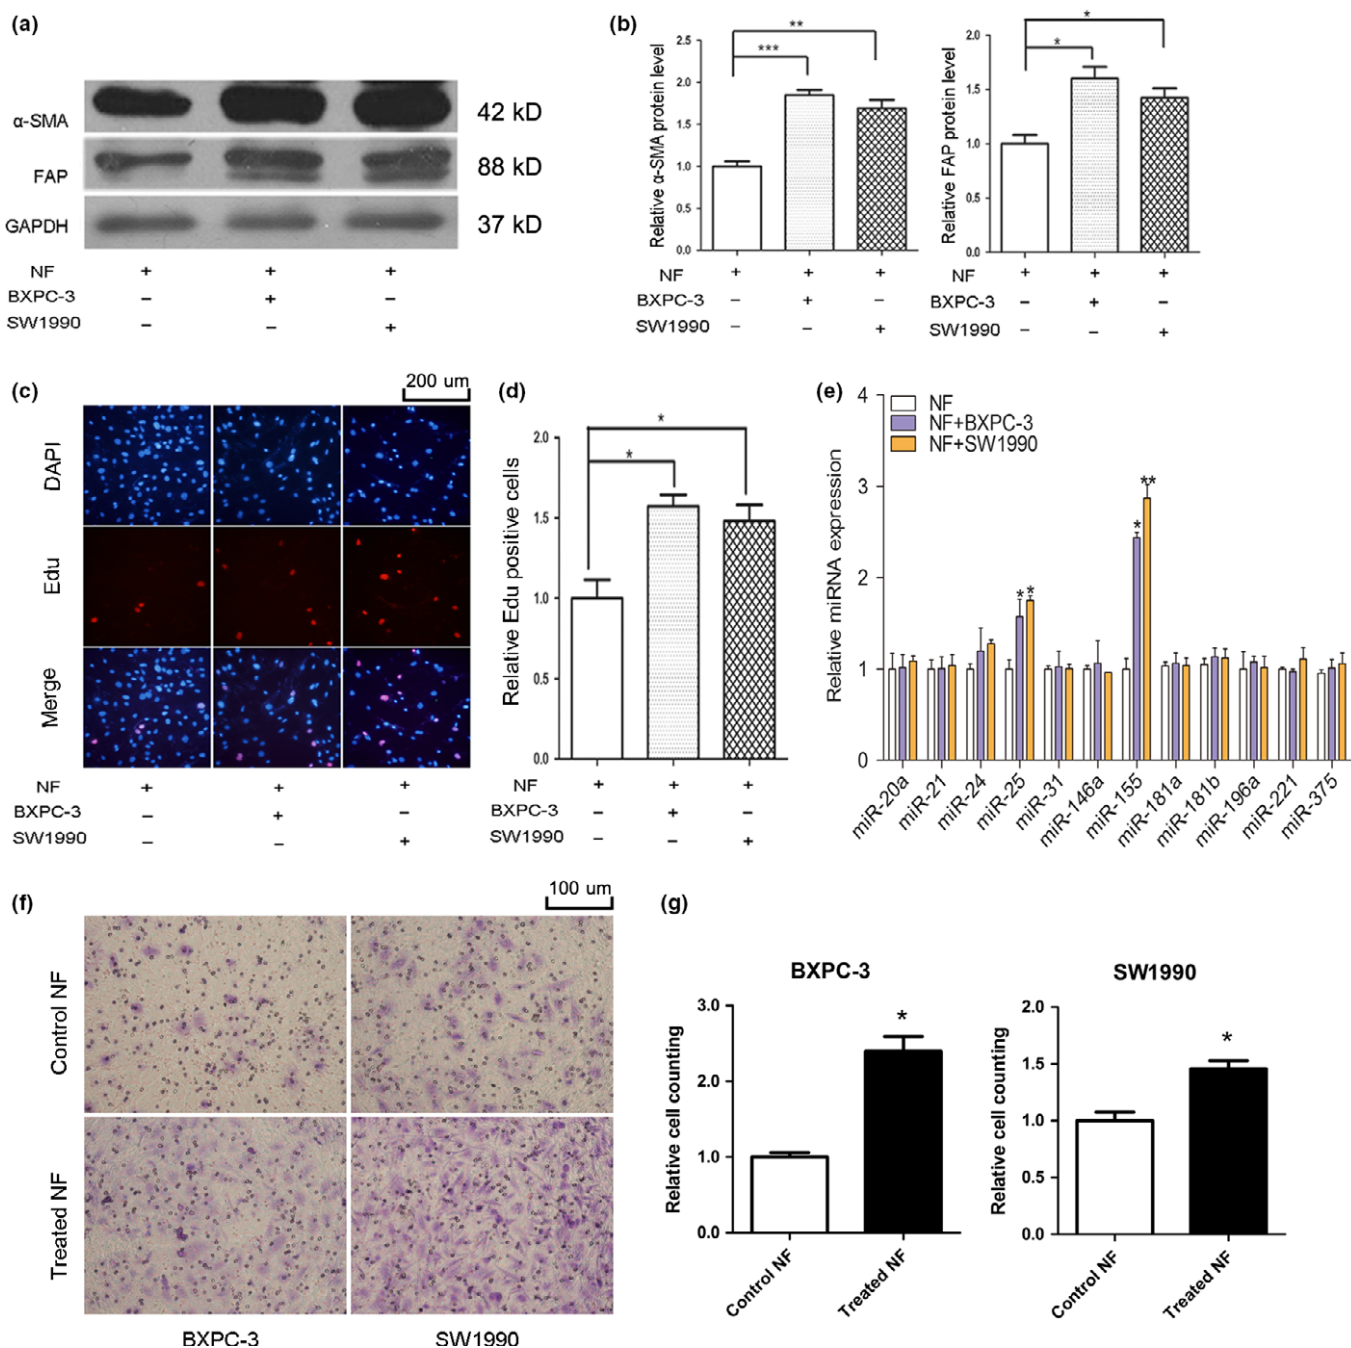 (a)
α-SMA
42 kD
FAP
88 kD
GAPDH
37 kD
NF + + +
BXPC-3 – + –
SW1990 – – +
(b)
Relative α-SMA protein level
2.5
2.0
1.5
1.0
0.5
0.0
**
***
NF + + +
BXPC-3 – + –
SW1990 – – +
Relative FAP protein level
2.0
1.5
1.0
0.5
0.0
*
*
NF + + +
BXPC-3 – + –
SW1990 – – +
(c)
200 um
DAPI
Edu
Merge
NF + + +
BXPC-3 – + –
SW1990 – – +
(d)
Relative Edu positive cells
2.0
1.5
1.0
0.5
0.0
*
*
NF + + +
BXPC-3 – + –
SW1990 – – +
(e)
NF
NF+BXPC-3
NF+SW1990
Relative miRNA expression
4
3
2
1
0
* *
* **
miR-20a
miR-21
miR-24
miR-25
miR-31
miR-146a
miR-155
miR-181a
miR-181b
miR-196a
miR-221
miR-375
(f)
100 um
Control NF
Treated NF
BXPC-3
SW1990
(g)
BXPC-3
Relative cell counting
3.0
2.0
1.0
0.0
*
Control NF
Treated NF
SW1990
Relative cell counting
2.0
1.5
1.0
0.5
0.0
*
Control NF
Treated NF